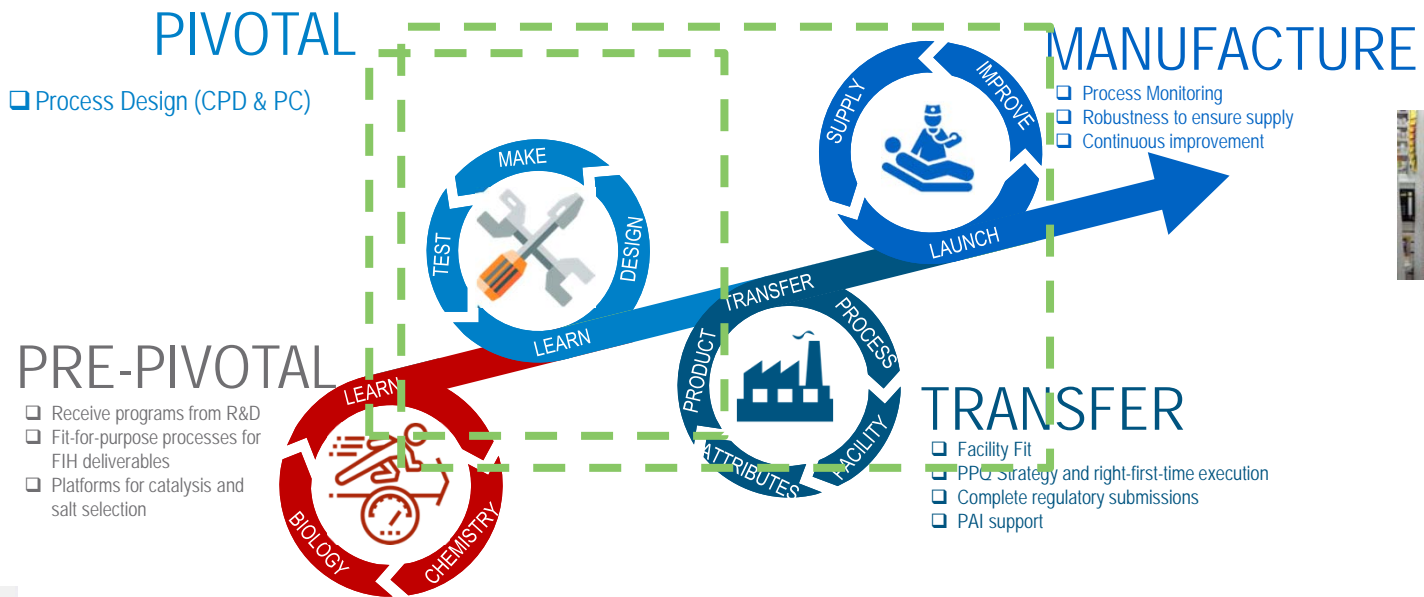 PIVOTAL
❑ Process Design (CPD & PC)
MANUFACTURE
❑ Process Monitoring
❑ Robustness to ensure supply
❑ Continuous improvement
SUPPLY
IMPROVE
LAUNCH
MAKE
TEST
DESIGN
LEARN
TRANSFER
PRODUCT
PROCESS
FACILITY
ATTRIBUTES
PRE-PIVOTAL
❑ Receive programs from R&D
❑ Fit-for-purpose processes for
FIH deliverables
❑ Platforms for catalysis and
salt selection
LEARN
BIOLOGY
CHEMISTRY
TRANSFER
❑ Facility Fit
❑ PPQ Strategy and right-first-time execution
❑ Complete regulatory submissions
❑ PAI support